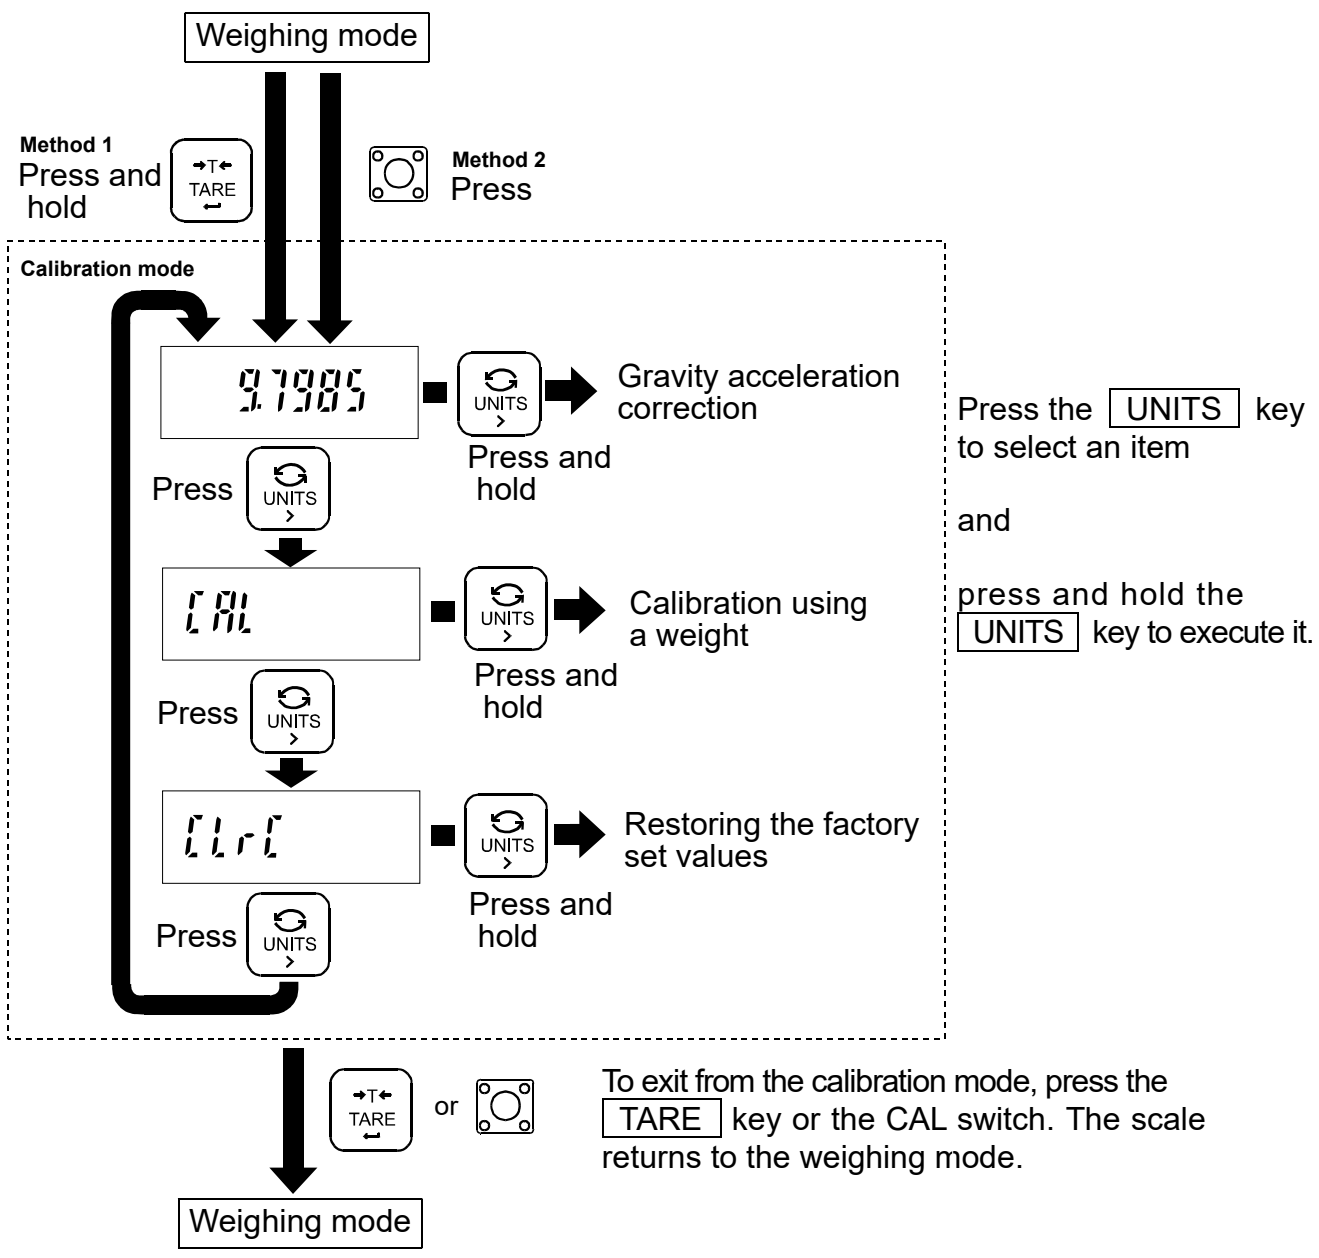 Weighing mode
Method 1
Press and
hold
→T←
TARE
Method 2
Press
Calibration mode
9.7985
UNITS
>
Press and
hold
Gravity acceleration
correction
Press
UNITS
>
CAL
UNITS
>
Press and
hold
Calibration using
a weight
Press
UNITS
>
CLrC
UNITS
>
Press and
hold
Restoring the factory
set values
Press
UNITS
>
Press the UNITS key
to select an item
and
press and hold the
UNITS key to execute it.
→T←
TARE
or
To exit from the calibration mode, press the
TARE key or the CAL switch. The scale
returns to the weighing mode.
Weighing mode